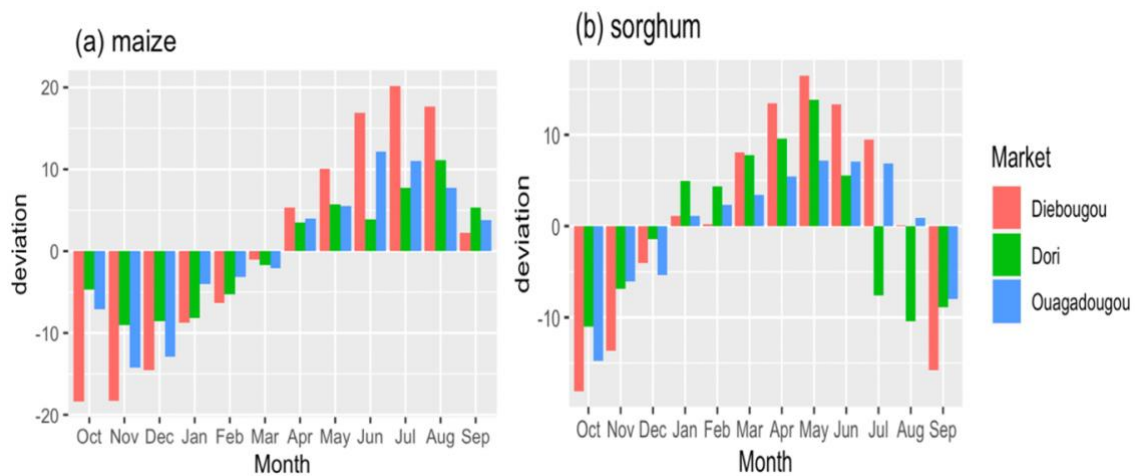 (a) maize
deviation
20
10
0
-10
-20
Oct Nov Dec Jan Feb Mar Apr May Jun Jul Aug Sep
Month
(b) sorghum
deviation
10
0
-10
Oct Nov Dec Jan Feb Mar Apr May Jun Jul Aug Sep
Month
Market
Diebougou
Dori
Ouagadougou